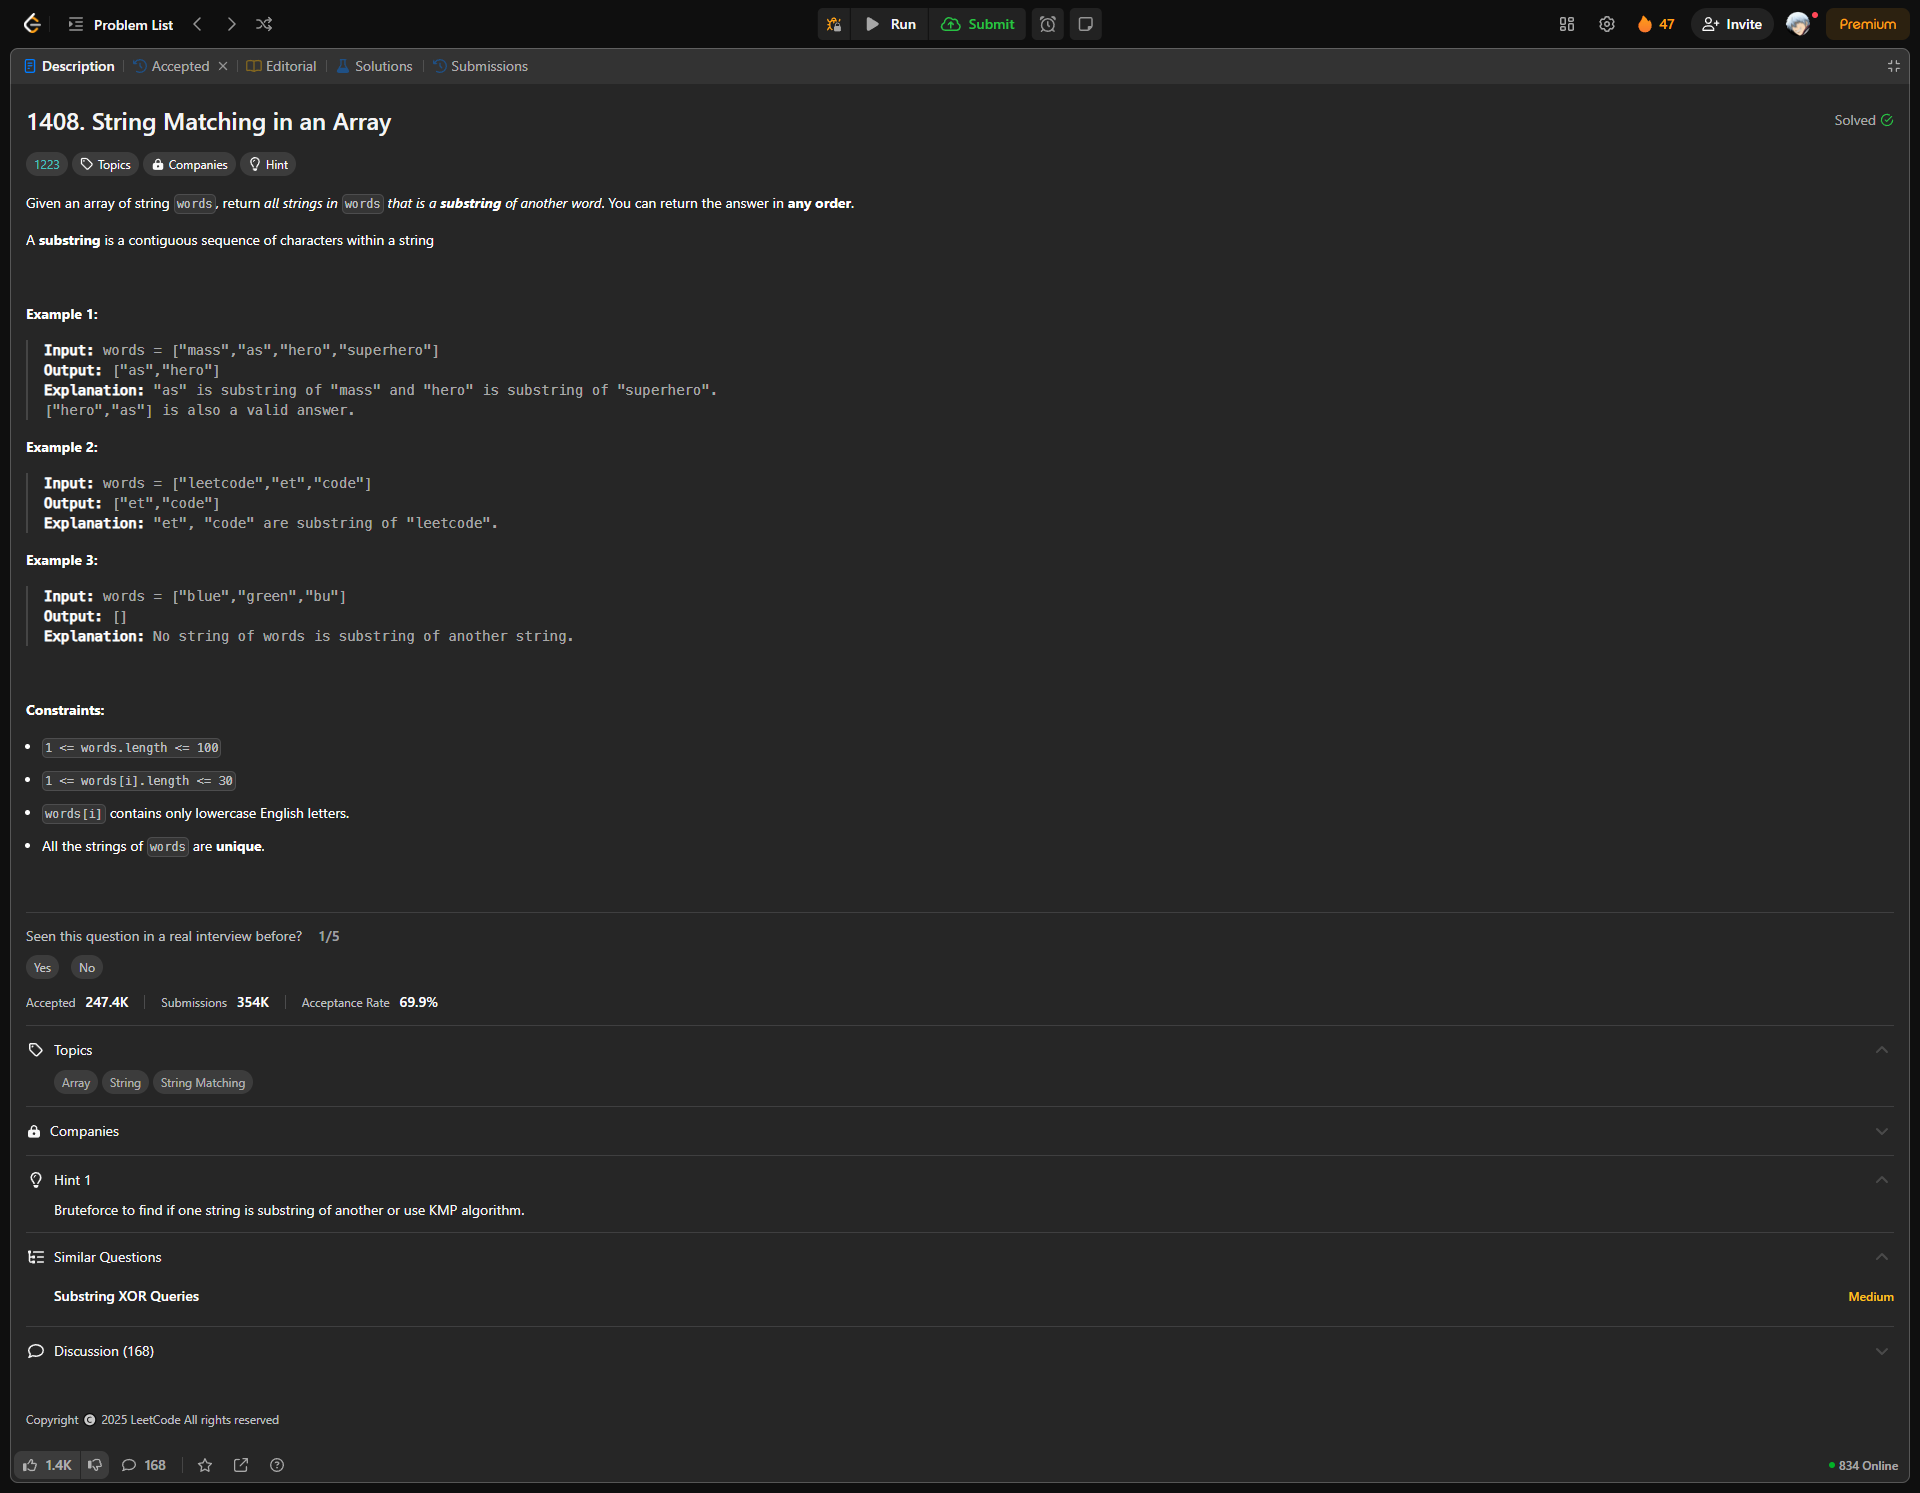 Problem List
Run
Submit
47
Invite
Premium
Description
Accepted
Editorial
Solutions
Submissions
1408. String Matching in an Array
Solved
1223
Topics
Companies
Hint
Given an array of string words, return all strings in words that is a substring of another word. You can return the answer in any order.
A substring is a contiguous sequence of characters within a string
Example 1:
Input: words = ["mass","as","hero","superhero"]
Output: ["as","hero"]
Explanation: "as" is substring of "mass" and "hero" is substring of "superhero".
["hero","as"] is also a valid answer.
Example 2:
Input: words = ["leetcode","et","code"]
Output: ["et","code"]
Explanation: "et", "code" are substring of "leetcode".
Example 3:
Input: words = ["blue","green","bu"]
Output: []
Explanation: No string of words is substring of another string.
Constraints:
• 1 <= words.length <= 100
• 1 <= words[i].length <= 30
• words[i] contains only lowercase English letters.
• All the strings of words are unique.
Seen this question in a real interview before? 1/5
Yes
No
Accepted 247.4K
Submissions 354K
Acceptance Rate 69.9%
Topics
Array
String
String Matching
Companies
Hint 1
Bruteforce to find if one string is substring of another or use KMP algorithm.
Similar Questions
Substring XOR Queries
Medium
Discussion (168)
Copyright © 2025 LeetCode All rights reserved
1.4K
168
834 Online